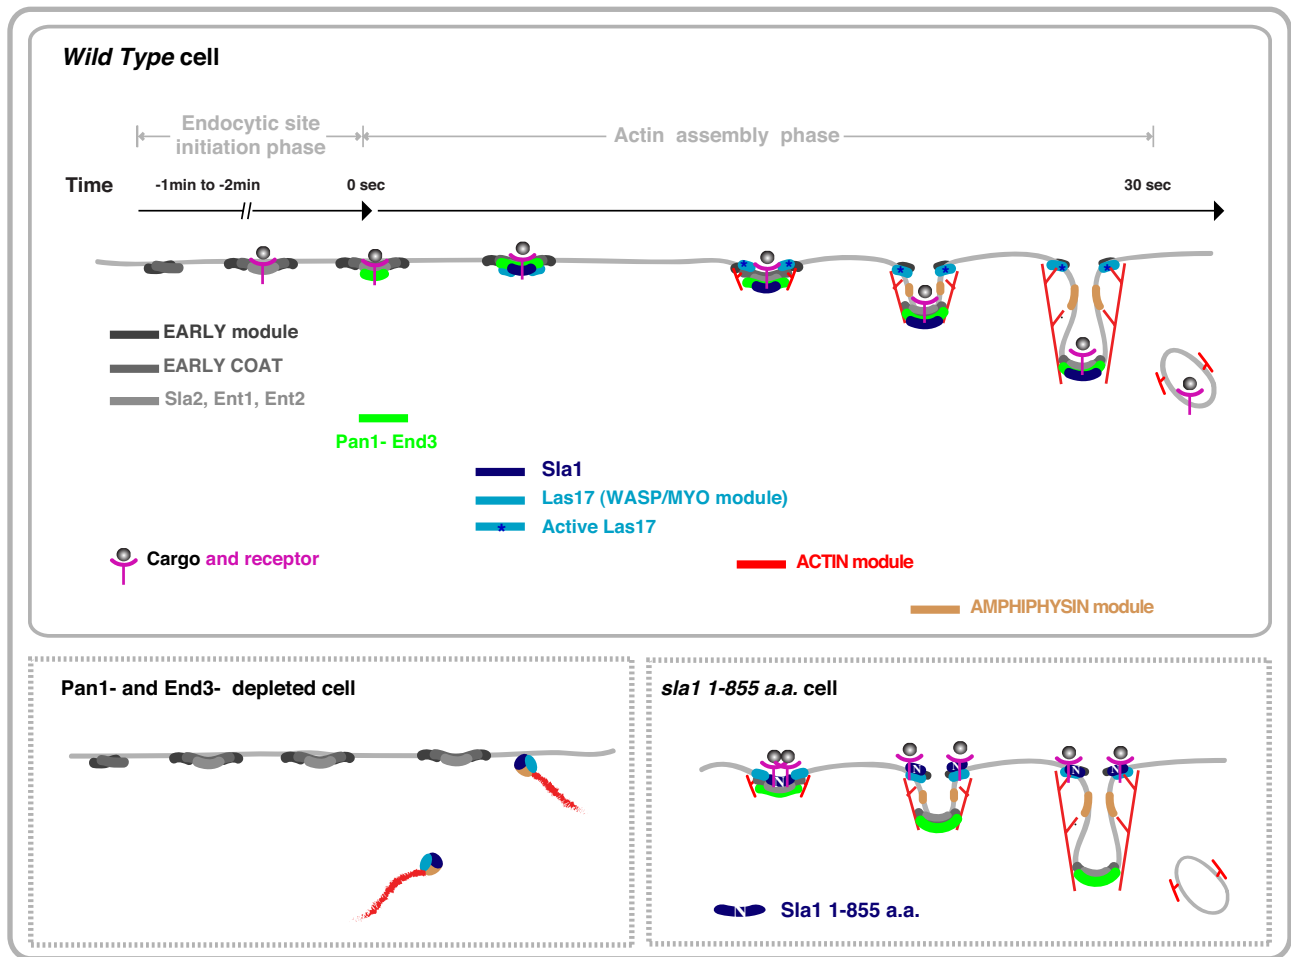 Wild Type cell
Endocytic site
initiation phase
Actin assembly phase
Time
-1min to -2min
0 sec
30 sec
EARLY module
EARLY COAT
Sla2, Ent1, Ent2
Pan1- End3
Sla1
Las17 (WASP/MYO module)
* Active Las17
Cargo and receptor
ACTIN module
AMPHIPHYSIN module
Pan1- and End3- depleted cell
sla1 1-855 a.a. cell
N
N
N
N
N
N Sla1 1-855 a.a.